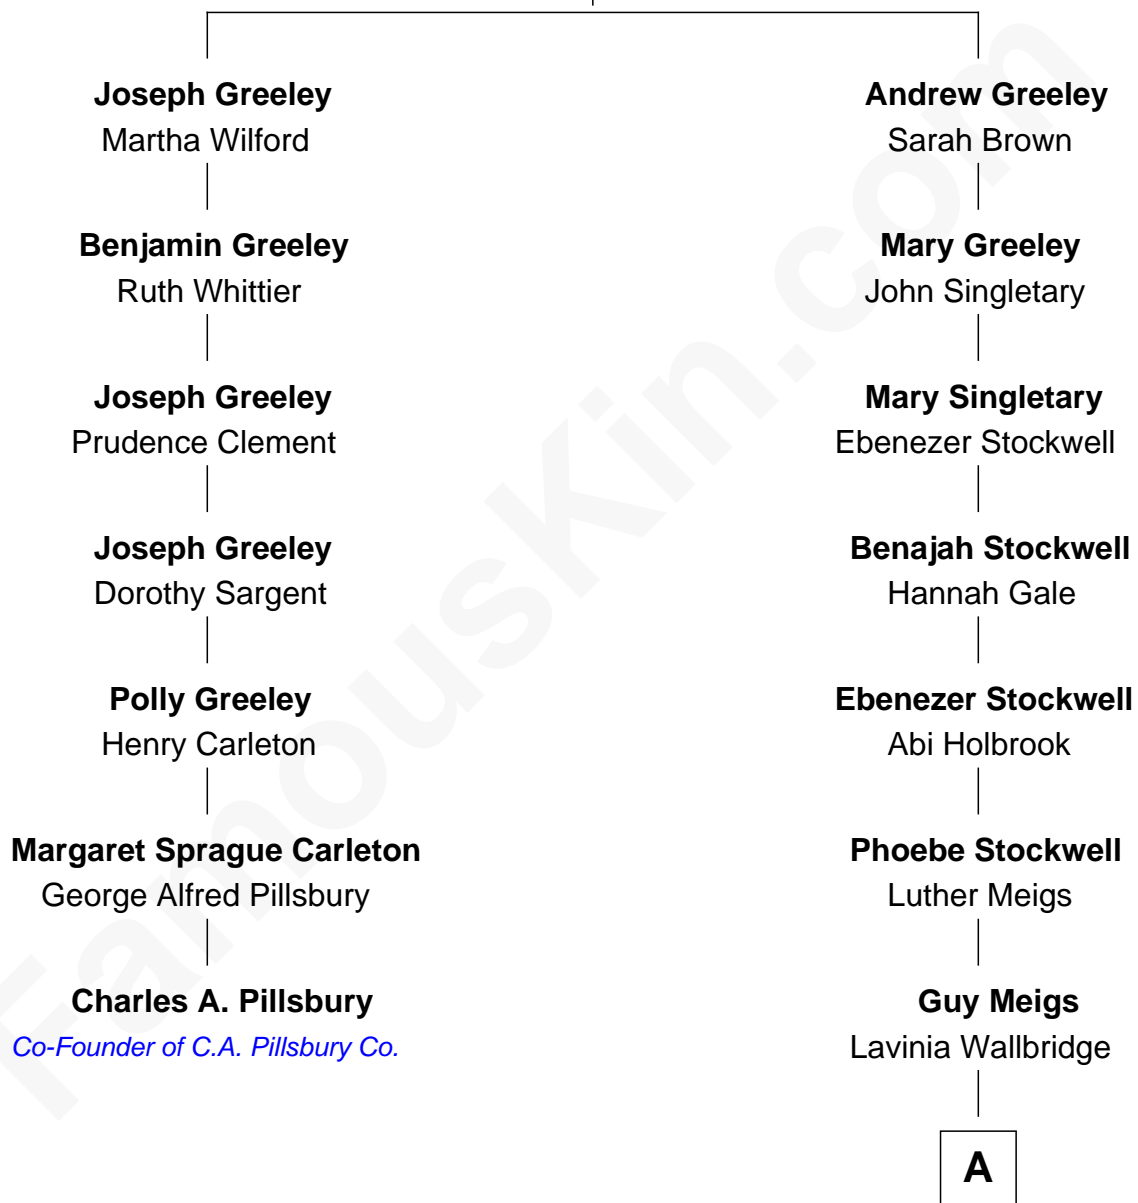 Joseph Greeley
Martha Wilford
Benjamin Greeley
Ruth Whittier
Joseph Greeley
Prudence Clement
Joseph Greeley
Dorothy Sargent
Polly Greeley
Henry Carleton
Margaret Sprague Carleton
George Alfred Pillsbury
Charles A. Pillsbury
Co-Founder of C.A. Pillsbury Co.
Andrew Greeley
Sarah Brown
Mary Greeley
John Singletary
Mary Singletary
Ebenezer Stockwell
Benajah Stockwell
Hannah Gale
Ebenezer Stockwell
Abi Holbrook
Phoebe Stockwell
Luther Meigs
Guy Meigs
Lavinia Wallbridge
A
FamousKin.com